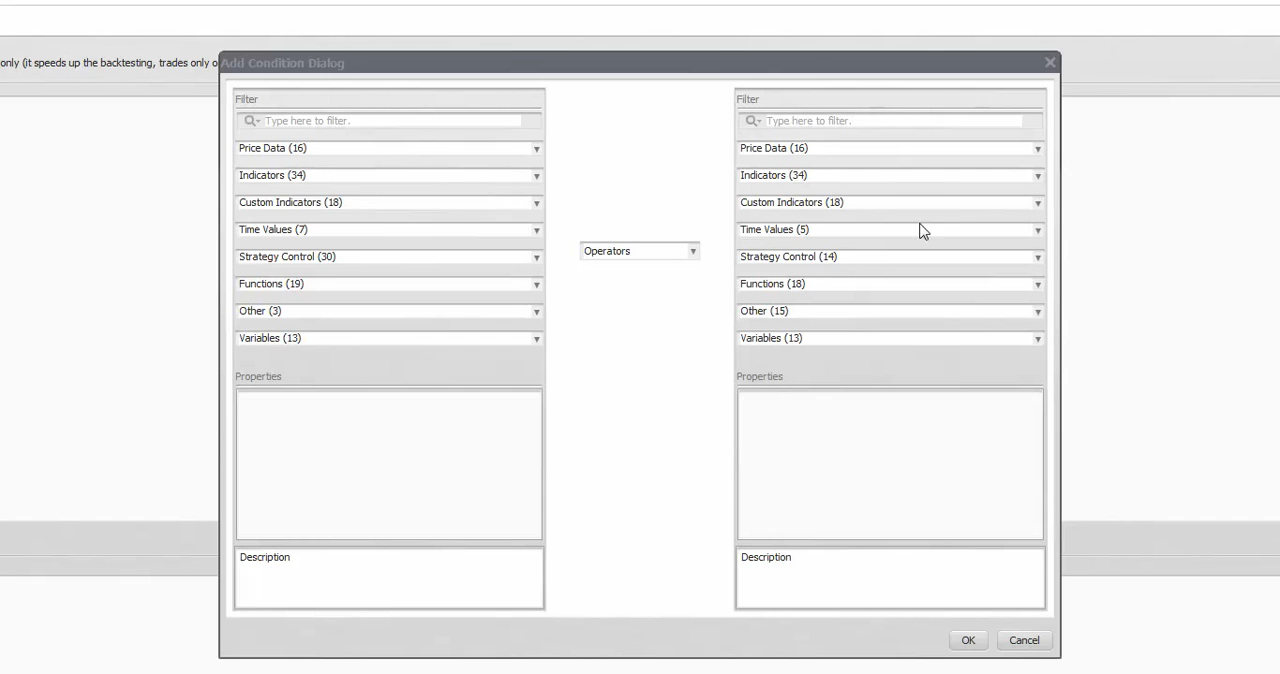 only (it speeds up the backtesting, trades only o
Add Condition Dialog
Filter
Type here to filter.
Price Data (16)
Indicators (34)
Custom Indicators (18)
Time Values (7)
Strategy Control (30)
Functions (19)
Other (3)
Variables (13)
Properties
Description
Operators
Filter
Type here to filter.
Price Data (16)
Indicators (34)
Custom Indicators (18)
Time Values (5)
Strategy Control (14)
Functions (18)
Other (15)
Variables (13)
Properties
Description
OK
Cancel